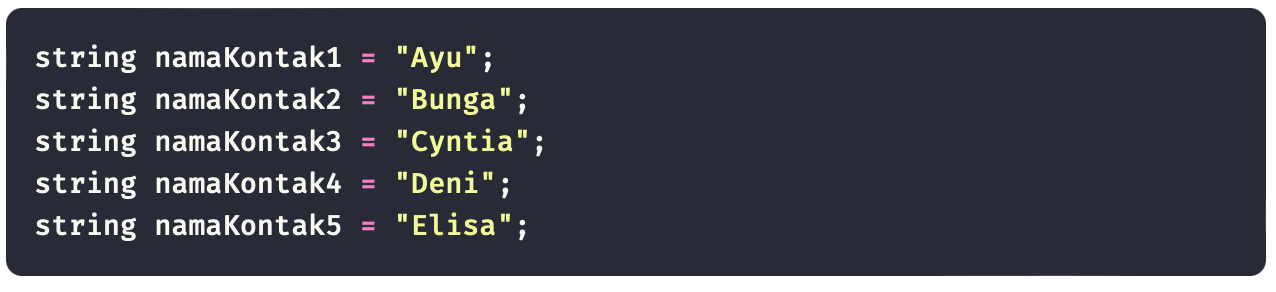 string namaKontak1 = "Ayu";
string namaKontak2 = "Bunga";
string namaKontak3 = "Cyntia";
string namaKontak4 = "Deni";
string namaKontak5 = "Elisa";